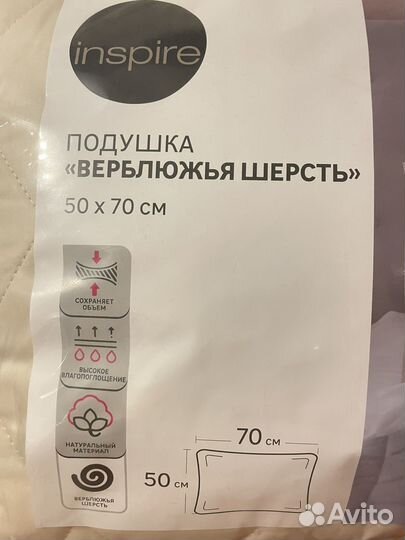 inspire
ПОДУШКА
«ВЕРБЛЮЖЬЯ ШЕРСТЬ»
50 x 70 см
СОХРАНЯЕТ
ОБЪЕМ
ВЫСОКОЕ
ВЛАГОПОГЛОЩЕНИЕ
НАТУРАЛЬНЫЙ
МАТЕРИАЛ
ВЕРБЛЮЖЬЯ
ШЕРСТЬ
70 см
50 см
Avito